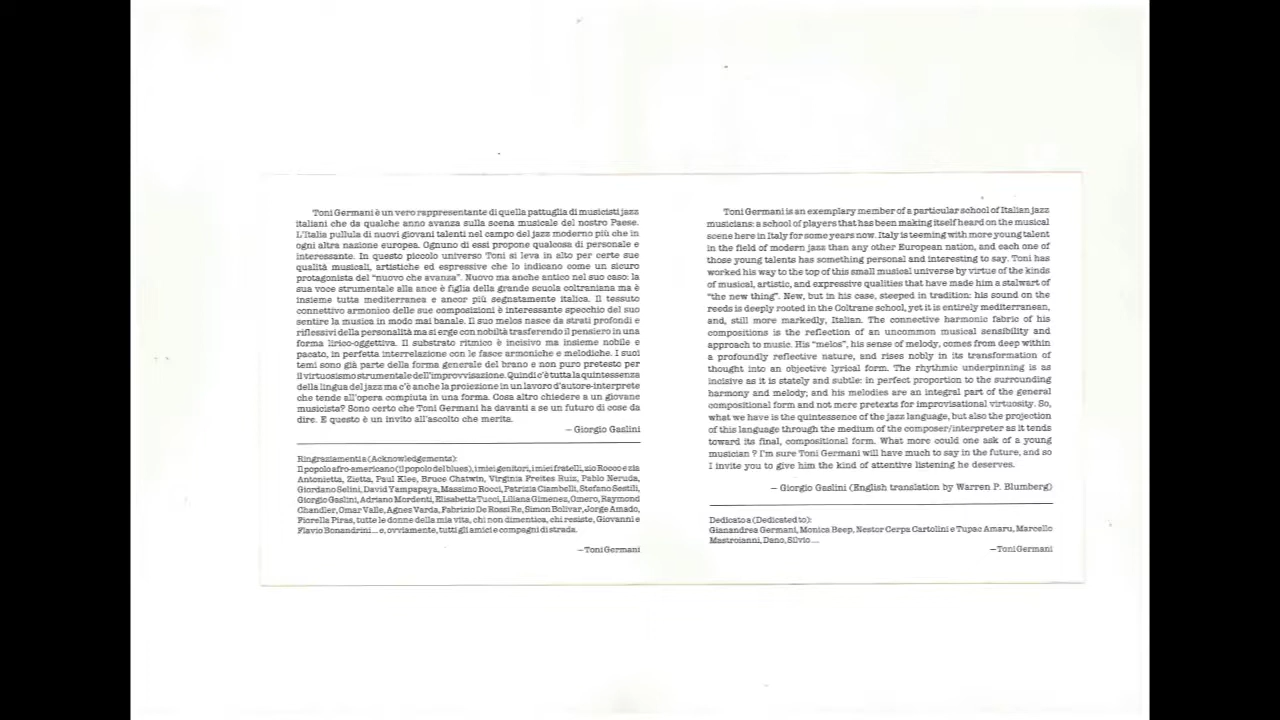 Toni Germani è un vero rappresentante di quella pattuglia di musicisti jazz
italiani che da qualche anno avanza sulla scena musicale del nostro Paese.
L'Italia pullula di nuovi giovani talenti nel campo del jazz moderno più che in
ogni altra nazione europea. Ognuno di essi propone qualcosa di personale e
interessante. In questo piccolo universo Toni si leva in alto per certe sue
qualità musicali, artistiche ed espressive che lo indicano come un sicuro
protagonista del "nuovo che avanza". Nuovo ma anche antico nel suo caso: la
sua voce strumentale alla ance è figlia della grande scuola coltraniana ma è
insieme tutta mediterranea e ancor più segnatamente italica. Il tessuto
connettivo armonico delle sue composizioni è interessante specchio del suo
sentire la musica in modo mai banale. Il suo melos nasce da strati profondi e
riflessivi della personalità ma si erge con nobiltà trasferendo il pensiero in una
forma lirico-oggettiva. Il substrato ritmico è incisivo ma insieme nobile e
pacato, in perfetta interrelazione con le fasce armoniche e melodiche. I suoi
temi sono già parte della forma generale del brano e non puro pretesto per
il virtuosismo strumentale dell'improvvisazione. Quindi c'è tutta la quintessenza
della lingua del jazz ma c'è anche la proiezione in un lavoro d'autore-interprete
che tende all'opera compiuta in una forma. Cosa altro chiedere a un giovane
musicista? Sono certo che Toni Germani ha davanti a se un futuro di cose da
dire. E questo è un invito all'ascolto che merita.
— Giorgio Gaslini
Ringraziamenti a (Acknowledgements):
Il popolo afro-americano (il popolo del blues), i miei genitori, i miei fratelli, zio Rocco e zia
Antonietta, Zietta, Paul Klee, Bruce Chatwin, Virginia Freites Ruiz, Pablo Neruda,
Giordano Selini, David Yampapaya, Massimo Rocci, Patrizia Ciambelli, Stefano Sestili,
Giorgio Gaslini, Adriano Mordenti, Elisabetta Tucci, Liliana Gimenez, Omero, Raymond
Chandler, Omar Valle, Agnes Varda, Fabrizio De Rossi Re, Simon Bolivar, Jorge Amado,
Fiorella Piras, tutte le donne della mia vita, chi non dimentica, chi resiste, Giovanni e
Flavio Bonandrini... e, ovviamente, tutti gli amici e compagni di strada.
— Toni Germani
Toni Germani is an exemplary member of a particular school of Italian jazz
musicians: a school of players that has been making itself heard on the musical
scene here in Italy for some years now. Italy is teeming with more young talent
in the field of modern jazz than any other European nation, and each one of
those young talents has something personal and interesting to say. Toni has
worked his way to the top of this small musical universe by virtue of the kinds
of musical, artistic, and expressive qualities that have made him a stalwart of
"the new thing". New, but in his case, steeped in tradition: his sound on the
reeds is deeply rooted in the Coltrane school, yet it is entirely mediterranean,
and, still more markedly, Italian. The connective harmonic fabric of his
compositions is the reflection of an uncommon musical sensibility and
approach to music. His "melos", his sense of melody, comes from deep within
a profoundly reflective nature, and rises nobly in its transformation of
thought into an objective lyrical form. The rhythmic underpinning is as
incisive as it is stately and subtle: in perfect proportion to the surrounding
harmony and melody; and his melodies are an integral part of the general
compositional form and not mere pretexts for improvisational virtuosity. So,
what we have is the quintessence of the jazz language, but also the projection
of this language through the medium of the composer/interpreter as it tends
toward its final, compositional form. What more could one ask of a young
musician ? I'm sure Toni Germani will have much to say in the future, and so
I invite you to give him the kind of attentive listening he deserves.
— Giorgio Gaslini (English translation by Warren P. Blumberg)
Dedicato a (Dedicated to):
Gianandrea Germani, Monica Beep, Nestor Cerpa Cartolini e Tupac Amaru, Marcello
Mastroianni, Dano, Silvio....
— Toni Germani